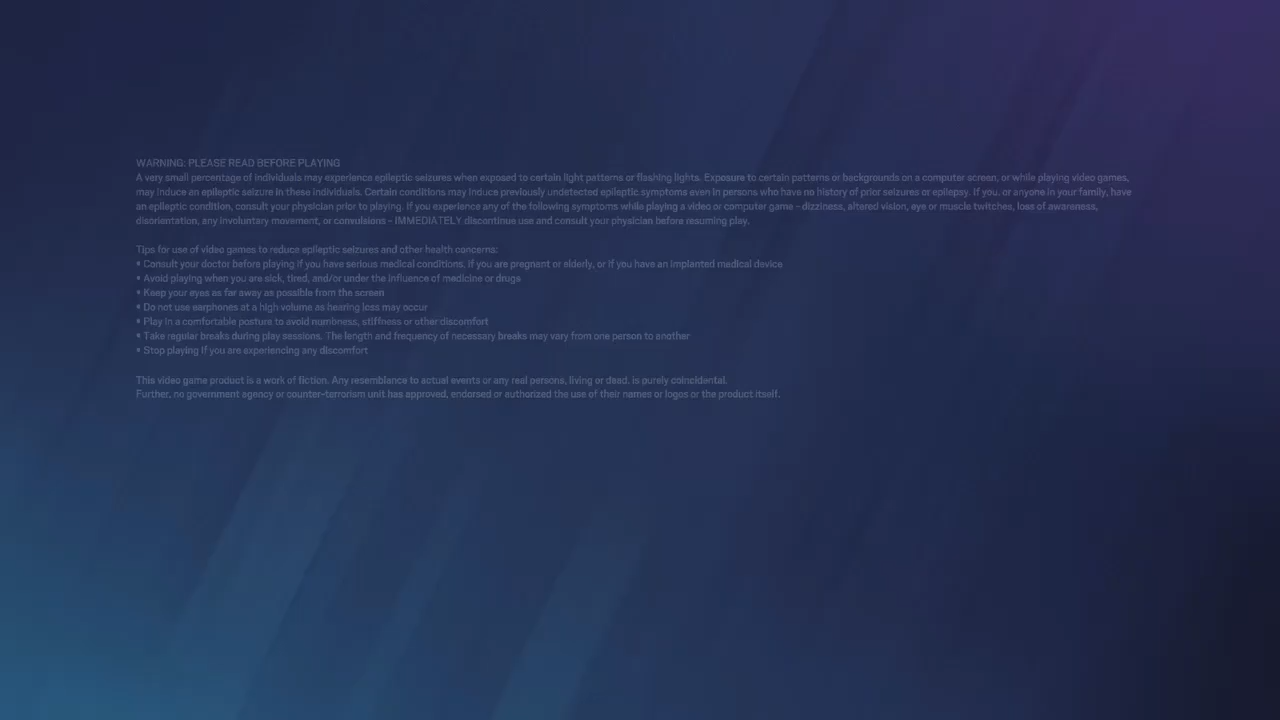 WARNING: PLEASE READ BEFORE PLAYING
A very small percentage of individuals may experience epileptic seizures when exposed to certain light patterns or flashing lights. Exposure to certain patterns or backgrounds on a computer screen, or while playing video games,
may induce an epileptic seizure in these individuals. Certain conditions may induce previously undetected epileptic symptoms even in persons who have no history of prior seizures or epilepsy. If you, or anyone in your family, have
an epileptic condition, consult your physician prior to playing. If you experience any of the following symptoms while playing a video or computer game - dizziness, altered vision, eye or muscle twitches, loss of awareness,
disorientation, any involuntary movement, or convulsions - IMMEDIATELY discontinue use and consult your physician before resuming play.
Tips for use of video games to reduce epileptic seizures and other health concerns:
• Consult your doctor before playing if you have serious medical conditions, if you are pregnant or elderly, or if you have an implanted medical device
• Avoid playing when you are sick, tired, and/or under the influence of medicine or drugs
• Keep your eyes as far away as possible from the screen
• Do not use earphones at a high volume as hearing loss may occur
• Play in a comfortable posture to avoid numbness, stiffness or other discomfort
• Take regular breaks during play sessions. The length and frequency of necessary breaks may vary from one person to another
• Stop playing if you are experiencing any discomfort
This video game product is a work of fiction. Any resemblance to actual events or any real persons, living or dead, is purely coincidental.
Further, no government agency or counter-terrorism unit has approved, endorsed or authorized the use of their names or logos or the product itself.